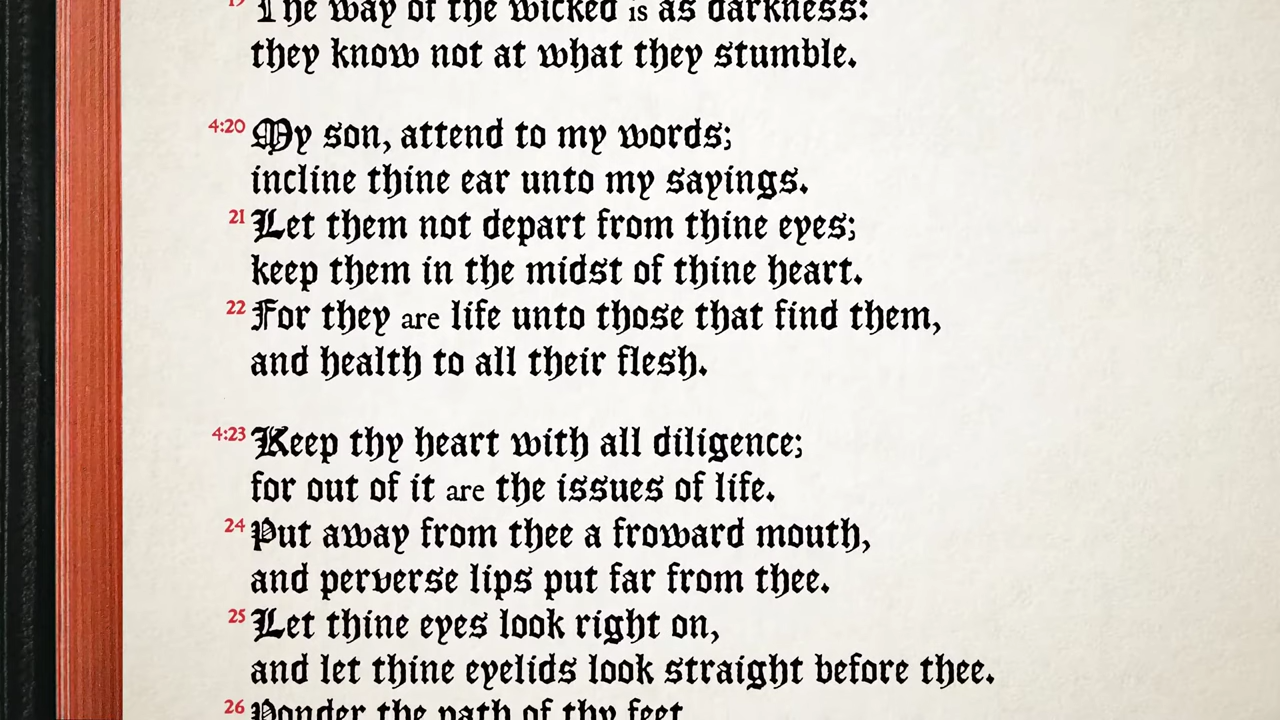 19 The way of the wicked is as darkness:
they know not at what they stumble.
4:20 My son, attend to my words;
incline thine ear unto my sayings.
21 Let them not depart from thine eyes;
keep them in the midst of thine heart.
22 For they are life unto those that find them,
and health to all their flesh.
4:23 Keep thy heart with all diligence;
for out of it are the issues of life.
24 Put away from thee a froward mouth,
and perverse lips put far from thee.
25 Let thine eyes look right on,
and let thine eyelids look straight before thee.
26 Ponder the path of thy feet